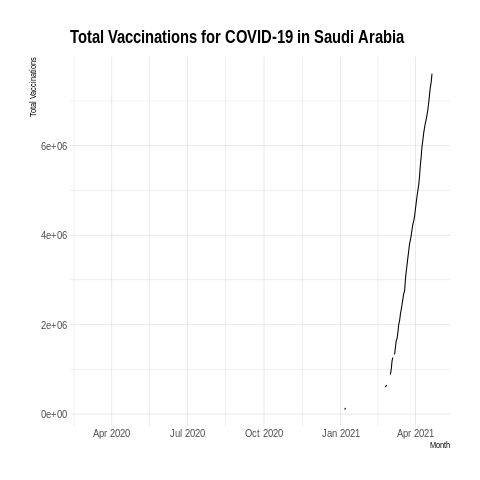 Total Vaccinations for COVID-19 in Saudi Arabia
Total Vaccinations
6e+06
4e+06
2e+06
0e+00
Apr 2020 Jul 2020 Oct 2020 Jan 2021 Apr 2021
Month